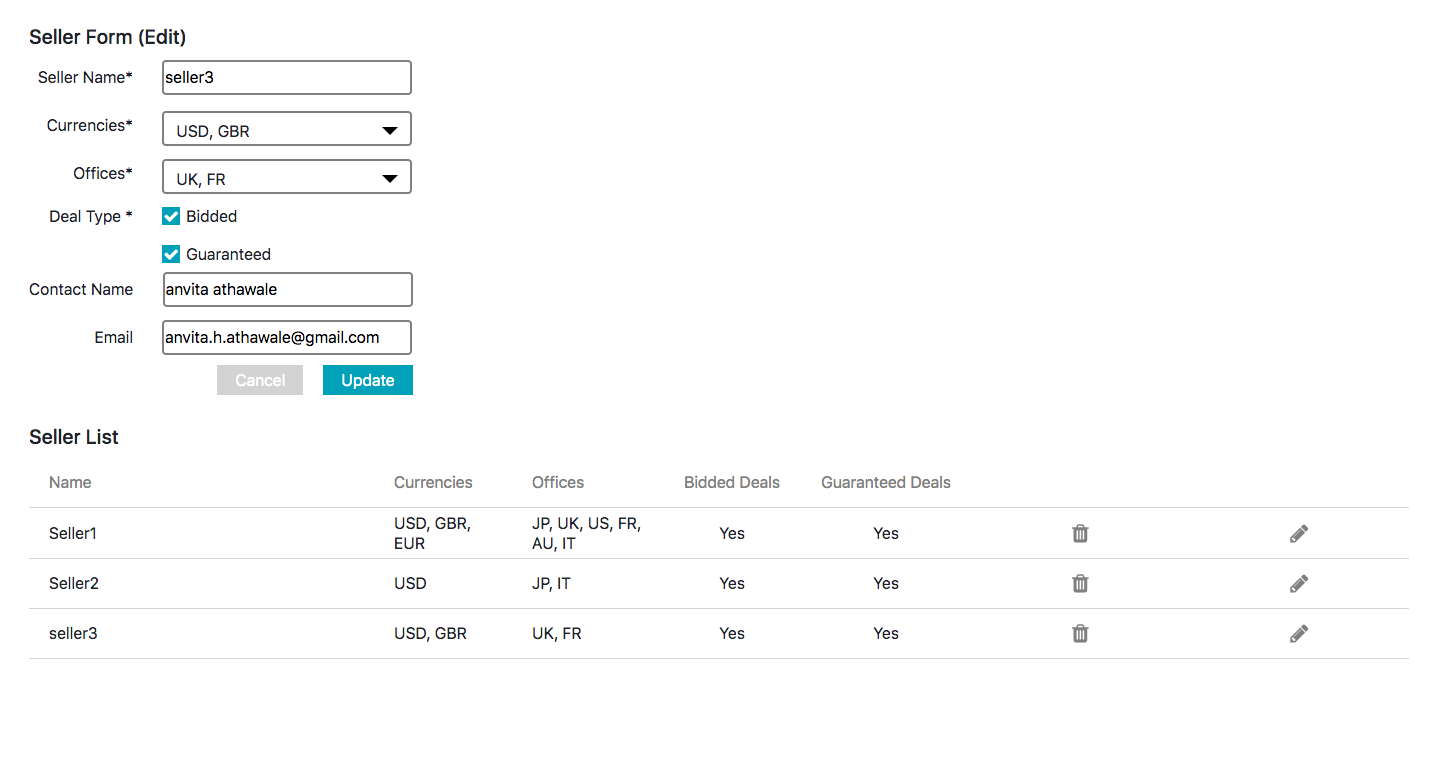 Seller Form (Edit)
Seller Name* seller3
Currencies* USD, GBR
Offices* UK, FR
Deal Type * Bidded
Guaranteed
Contact Name anvita athawale
Email anvita.h.athawale@gmail.com
Cancel Update
Seller List
Name Currencies Offices Bidded Deals Guaranteed Deals
USD, GBR, JP, UK, US, FR,
Seller1 Yes Yes
EUR AU, IT
Seller2 USD JP, IT Yes Yes
seller3 USD, GBR UK, FR Yes Yes